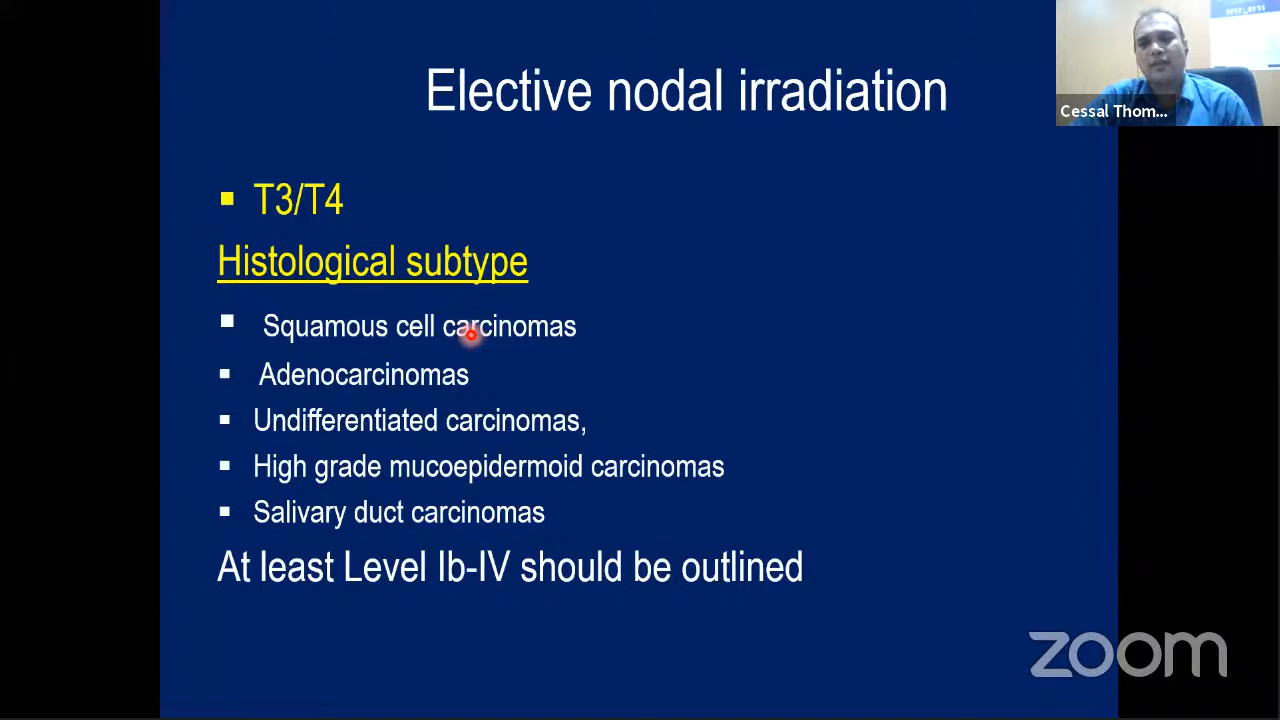 Elective nodal irradiation
Cessal Thom...
▪ T3/T4
Histological subtype
▪ Squamous cell carcinomas
▪ Adenocarcinomas
▪ Undifferentiated carcinomas,
▪ High grade mucoepidermoid carcinomas
▪ Salivary duct carcinomas
At least Level Ib-IV should be outlined
zoom